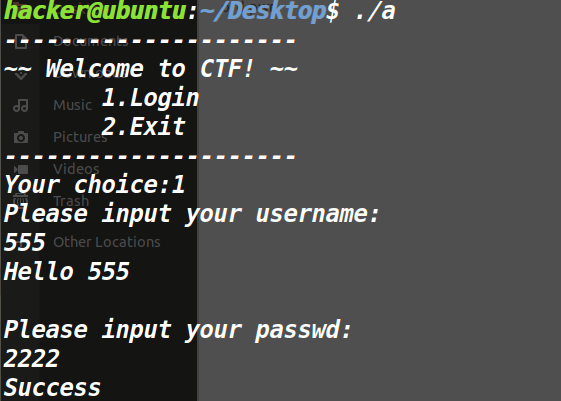 hacker@ubuntu:~/Desktop$ ./a
---------------------
Documents
~~ Welcome to CTF! ~~
1.Login
Music
2.Exit
Pictures
---------------------
Videos
Your choice:1
Trash
Please input your username:
555
Other Locations
Hello 555
Please input your passwd:
2222
Success